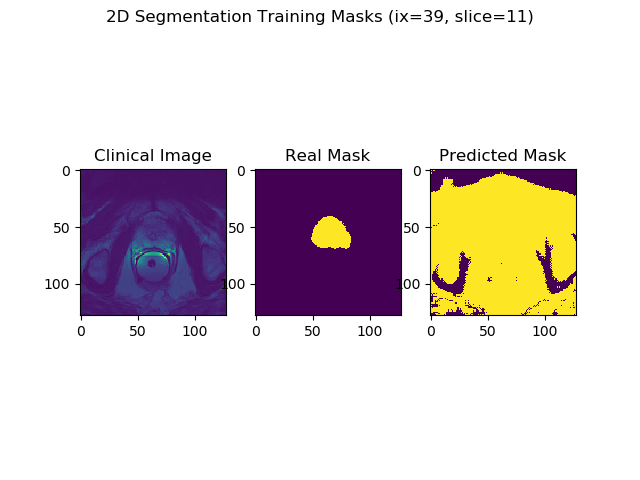 2D Segmentation Training Masks (ix=39, slice=11)
Clinical Image Real Mask Predicted Mask
0 0 0
50 50 50
100 100 100
0 50 100 0 50 100 0 50 100